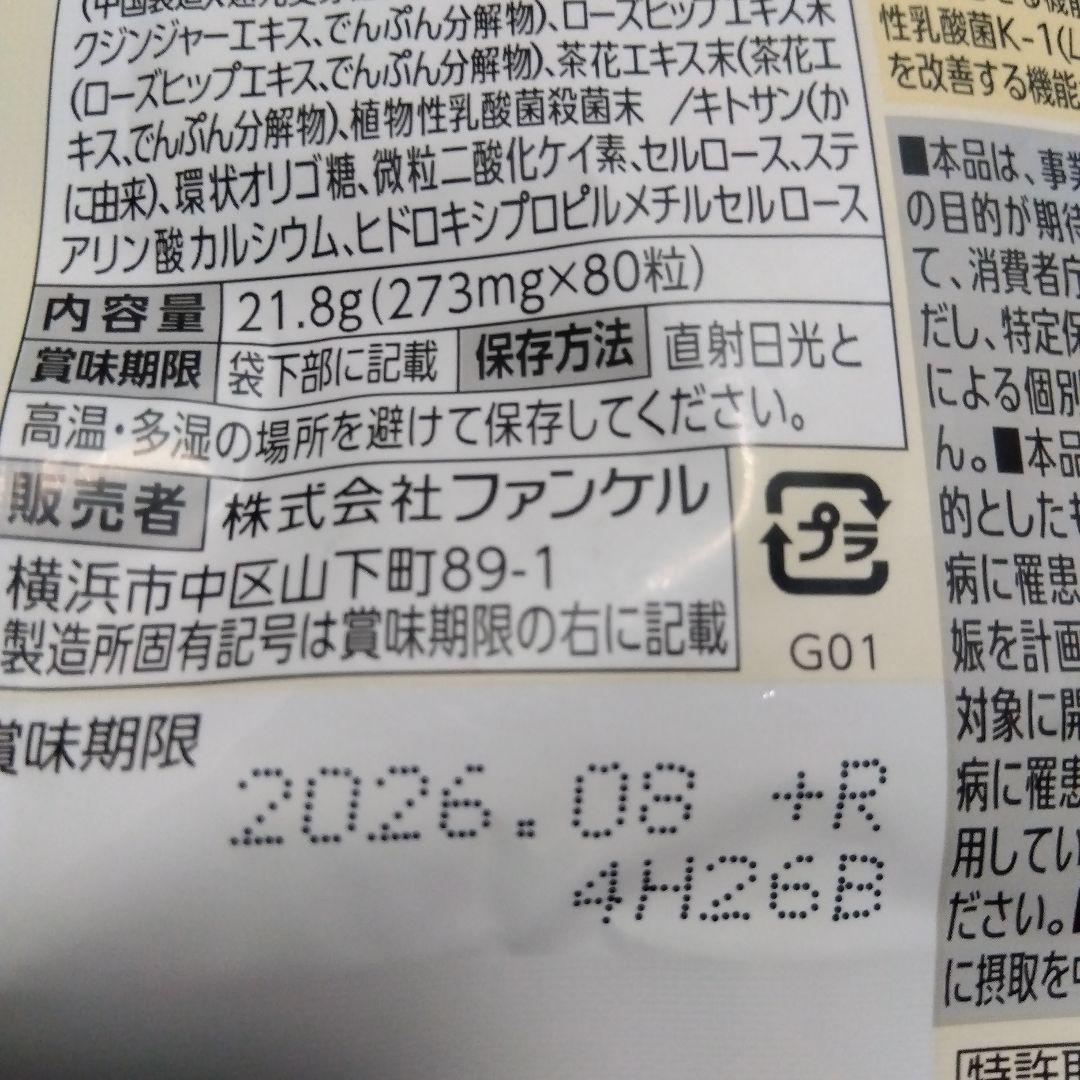 クジンジャーエキス、でんぷん分解物)、ローズヒップエキス末
(ローズヒップエキス、でんぷん分解物)、茶花エキス末(茶花エ
キス、でんぷん分解物)、植物性乳酸菌殺菌末 /キトサン(か
に由来)、環状オリゴ糖、微粒二酸化ケイ素、セルロース、ステ
アリン酸カルシウム、ヒドロキシプロピルメチルセルロース
内容量 21.8g(273mg×80粒)
賞味期限 袋下部に記載 保存方法 直射日光と
高温・多湿の場所を避けて保存してください。
販売者 株式会社ファンケル
横浜市中区山下町89-1
製造所固有記号は賞味期限の右に記載
プラ
G01
賞味期限
2026.08 +R
4H26B
性乳酸菌K-1(L
を改善する機能
■本品は、事業
の目的が期待
て、消費者庁
だし、特定保
による個別
ん。■本品
的としたも
病に罹患
娠を計画
対象に開
病に罹患
用してい
ださい。
に摂取を中
特許取